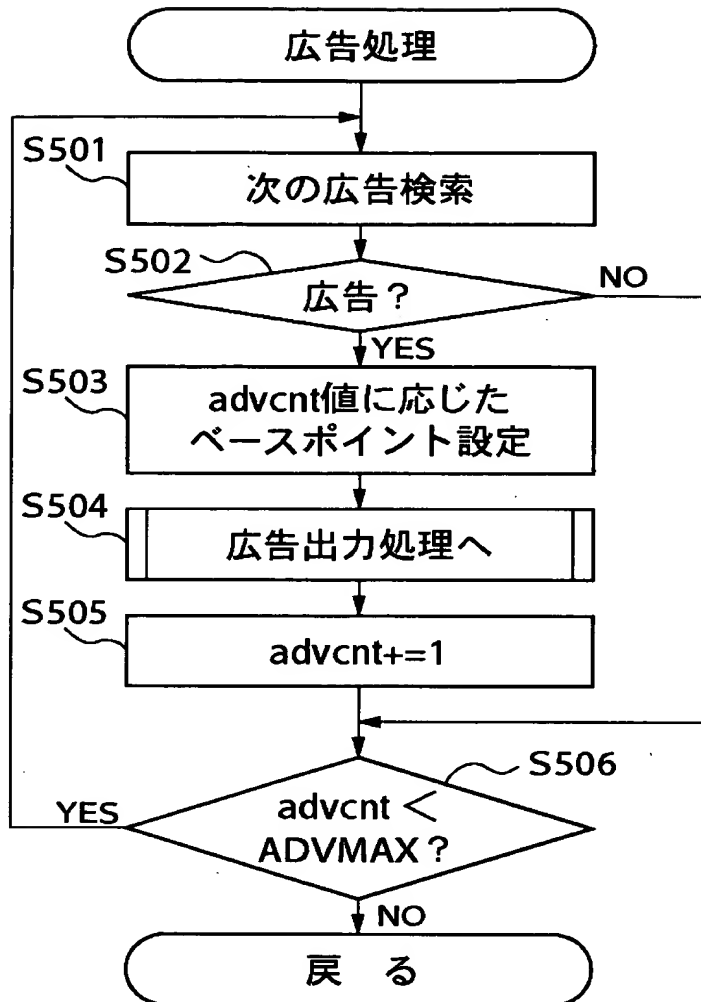 広告処理
S501
次の広告検索
S502
広告？
NO
YES
S503
advcnt値に応じた
ベースポイント設定
S504
広告出力処理へ
S505
advcnt+=1
S506
advcnt＜
ADVMAX？
YES
NO
戻 る